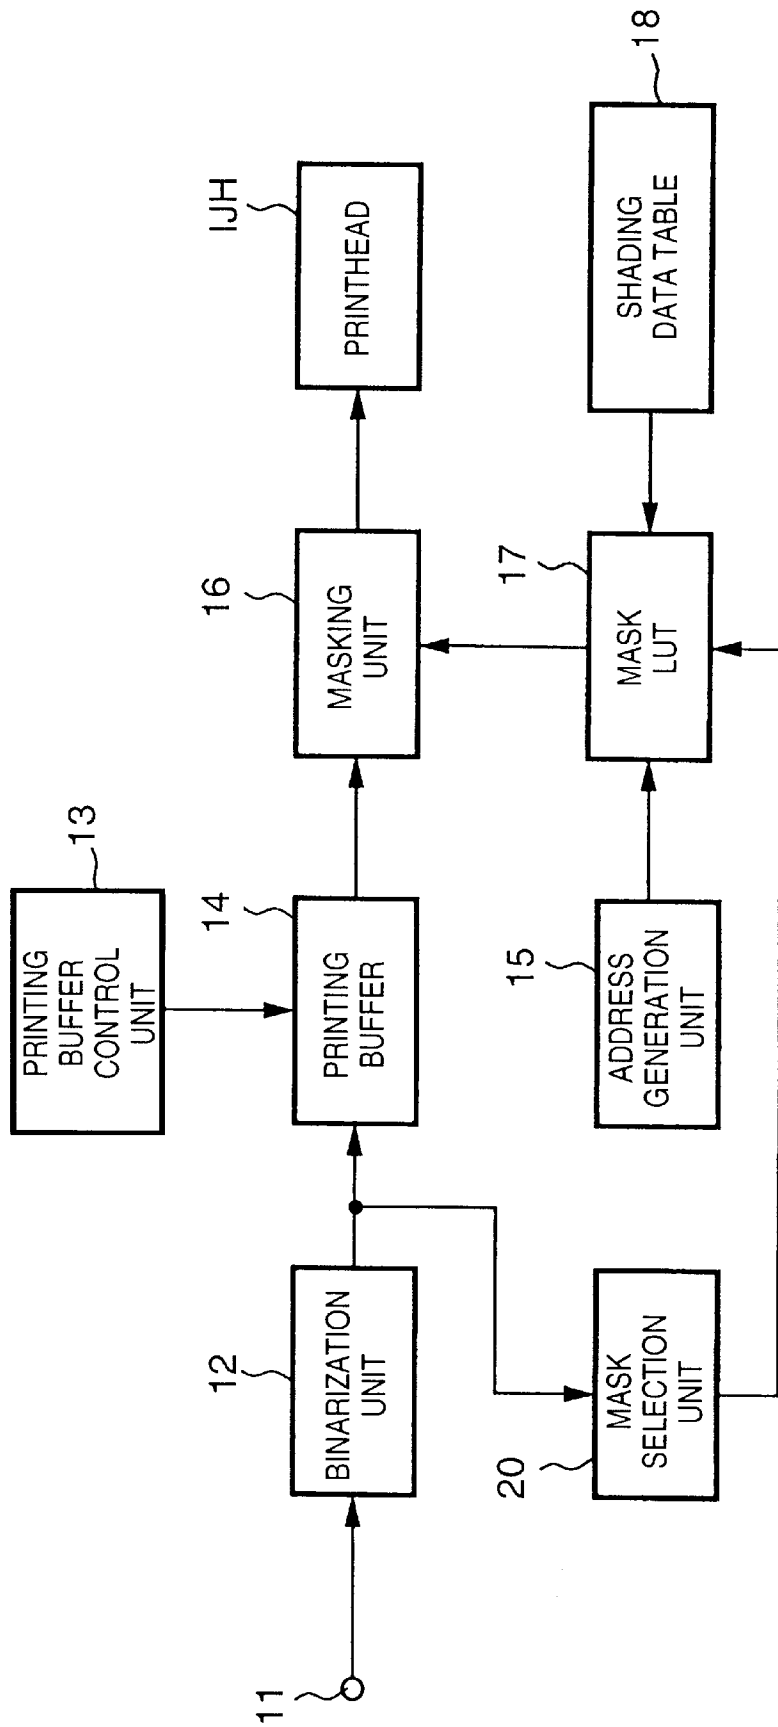 13
PRINTING
BUFFER
CONTROL
UNIT
11
12
BINARIZATION
UNIT
14
PRINTING
BUFFER
16
MASKING
UNIT
IJH
PRINTHEAD
20
MASK
SELECTION
UNIT
15
ADDRESS
GENERATION
UNIT
17
MASK
LUT
18
SHADING
DATA TABLE